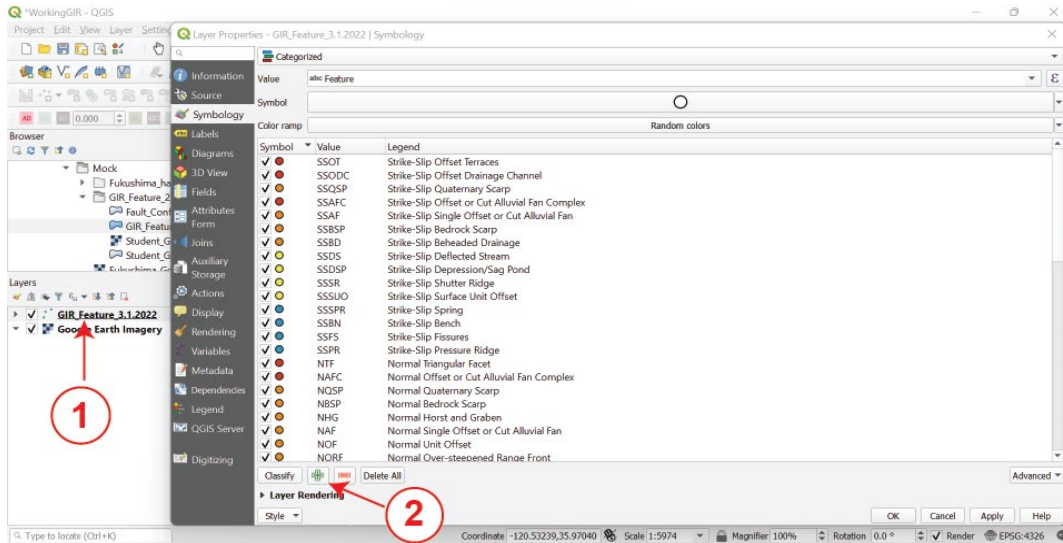 *WorkingGIR - QGIS
Project Edit View Layer Setting
0.000
Browser
Mock
Fukushima_ha
GIR_Feature_2
Fault_Conf
GIR_Featu
Student_G
Student_G
Layers
GIR_Feature_3.1.2022
Google Earth Imagery
1
Layer Properties - GIR_Feature_3.1.2022 | Symbology
Information
Source
Symbology
Labels
Diagrams
3D View
Fields
Attributes
Form
Joins
Auxiliary
Storage
Actions
Display
Rendering
Variables
Metadata
Dependencies
Legend
QGIS Server
Digitizing
Categorized
Value abc Feature
Symbol
Color ramp Random colors
Symbol Value Legend
SSOT Strike-Slip Offset Terraces
SSODC Strike-Slip Offset Drainage Channel
SSQSP Strike-Slip Quaternary Scarp
SSAFC Strike-Slip Offset or Cut Alluvial Fan Complex
SSAF Strike-Slip Single Offset or Cut Alluvial Fan
SSBSP Strike-Slip Bedrock Scarp
SSBD Strike-Slip Beheaded Drainage
SSDS Strike-Slip Deflected Stream
SSDSP Strike-Slip Depression/Sag Pond
SSSR Strike-Slip Shutter Ridge
SSSUO Strike-Slip Surface Unit Offset
SSSPR Strike-Slip Spring
SSBN Strike-Slip Bench
SSFS Strike-Slip Fissures
SSPR Strike-Slip Pressure Ridge
NTF Normal Triangular Facet
NAFC Normal Offset or Cut Alluvial Fan Complex
NQSP Normal Quaternary Scarp
NBSP Normal Bedrock Scarp
NHG Normal Horst and Graben
NAF Normal Single Offset or Cut Alluvial Fan
NOF Normal Unit Offset
NORF Normal Over-steepened Range Front
Classify Delete All Advanced
2
Layer Rendering
Style OK Cancel Apply Help
Type to locate (Ctrl+K) Coordinate -120.53239,35.97040 Scale 1:5974 Magnifier 100% Rotation 0.0 ° Render EPSG:4326